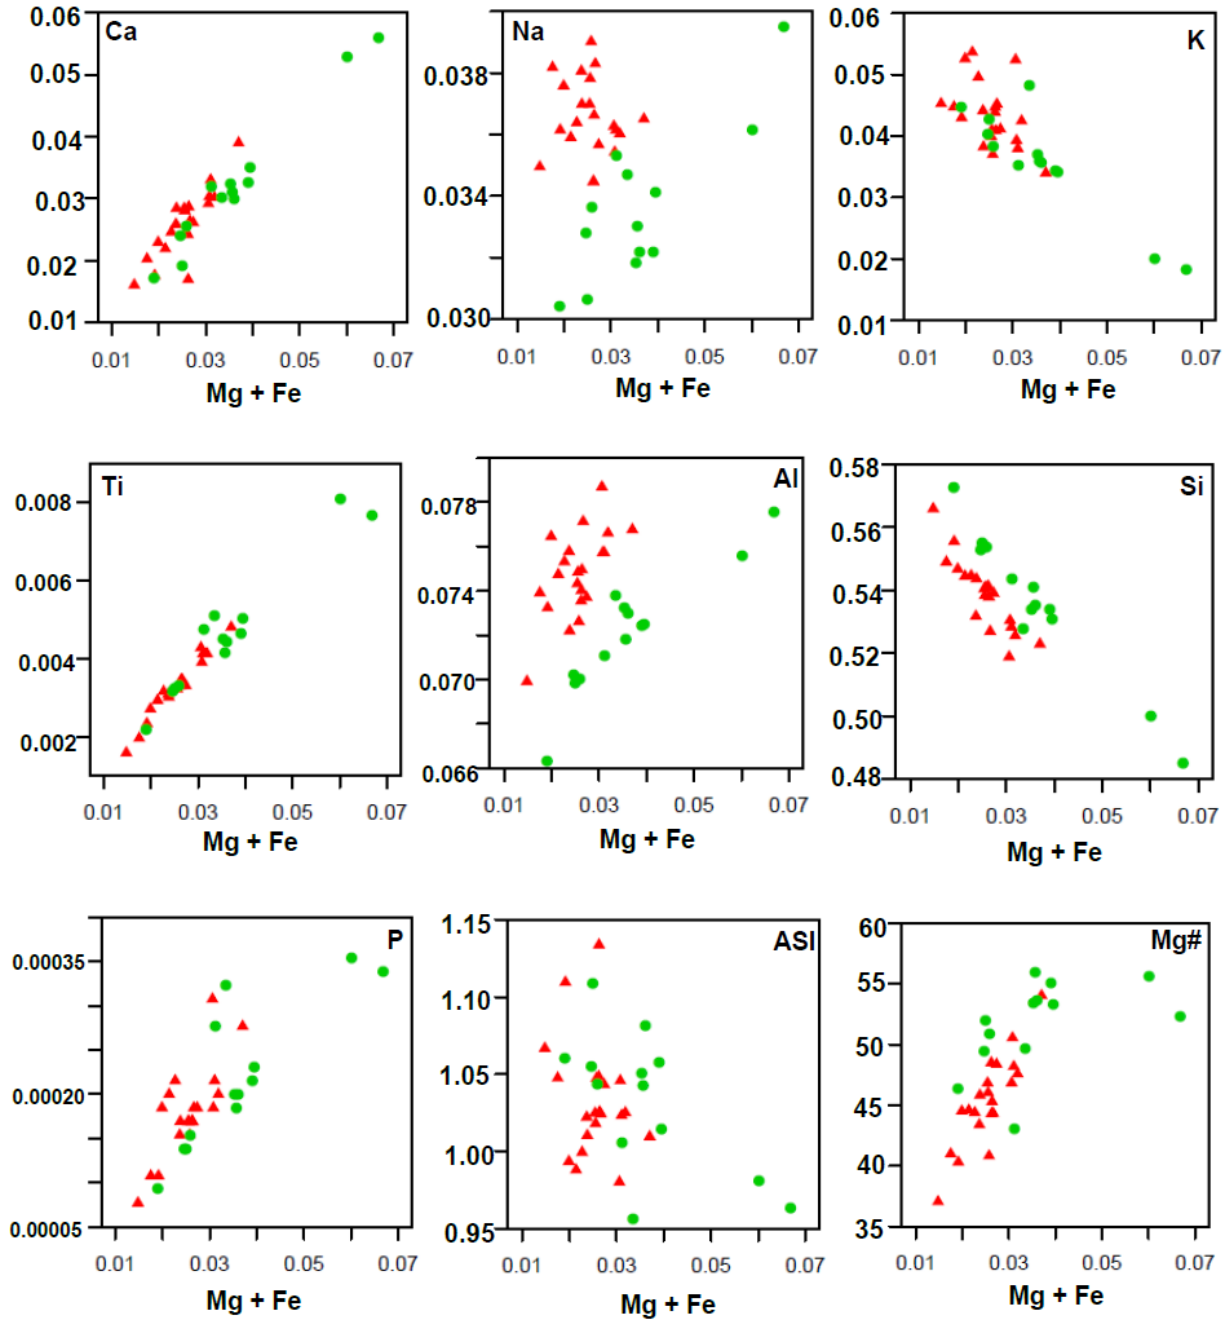 0.06
0.05
0.04
0.03
0.02
0.01
Ca
0.01 0.03 0.05 0.07
Mg + Fe
0.038
0.034
0.030
Na
0.01 0.03 0.05 0.07
Mg + Fe
0.06
0.05
0.04
0.03
0.02
0.01
K
0.01 0.03 0.05 0.07
Mg + Fe
0.008
0.006
0.004
0.002
Ti
0.01 0.03 0.05 0.07
Mg + Fe
0.078
0.074
0.070
0.066
Al
0.01 0.03 0.05 0.07
Mg + Fe
0.58
0.56
0.54
0.52
0.50
0.48
Si
0.01 0.03 0.05 0.07
Mg + Fe
0.00035
0.00020
0.00005
P
0.01 0.03 0.05 0.07
Mg + Fe
1.15
1.10
1.05
1.00
0.95
ASI
0.01 0.03 0.05 0.07
Mg + Fe
60
55
50
45
40
35
Mg#
0.01 0.03 0.05 0.07
Mg + Fe